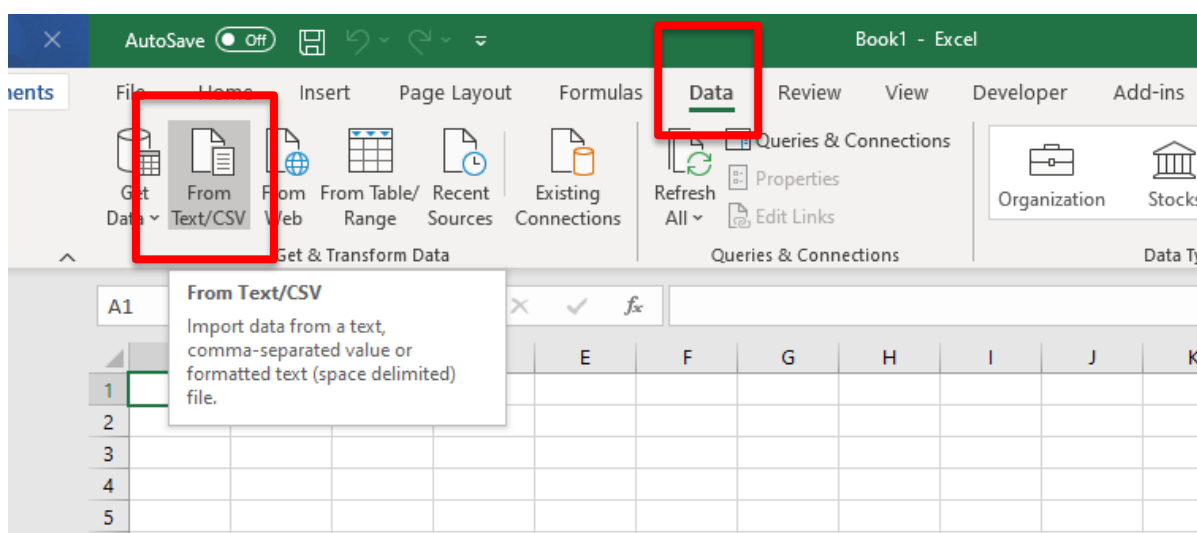 AutoSave Off Book1 - Excel
ments File Home Insert Page Layout Formulas Data Review View Developer Add-ins
Get Data
From Text/CSV
From Web
From Table/ Range
Recent Sources
Existing Connections
Refresh All
Queries & Connections
Properties
Edit Links
Organization
Stocks
Get & Transform Data
Queries & Connections
Data Ty
A1
fx
From Text/CSV
Import data from a text,
comma-separated value or
formatted text (space delimited)
file.
E F G H I J K
1
2
3
4
5